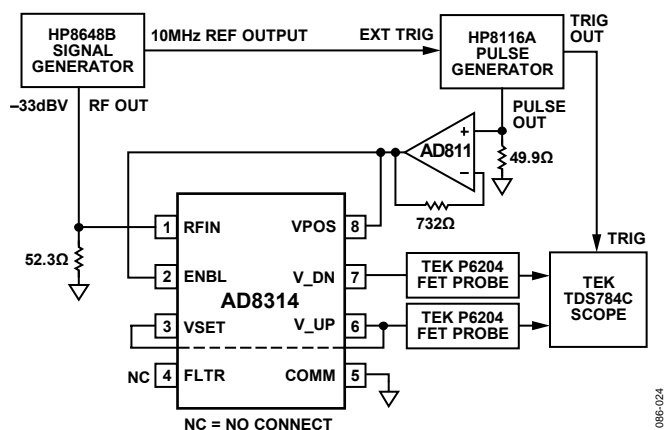 HP8648B
SIGNAL
GENERATOR
10MHz REF OUTPUT
EXT TRIG
HP8116A
PULSE
GENERATOR
TRIG
OUT
–33dBV
RF OUT
PULSE
OUT
+
AD811
–
49.9Ω
732Ω
52.3Ω
1
RFIN
VPOS
8
2
ENBL
V_DN
7
AD8314
3
VSET
V_UP
6
NC
4
FLTR
COMM
5
TEK P6204
FET PROBE
TEK P6204
FET PROBE
TRIG
TEK
TDS784C
SCOPE
NC = NO CONNECT
086-024